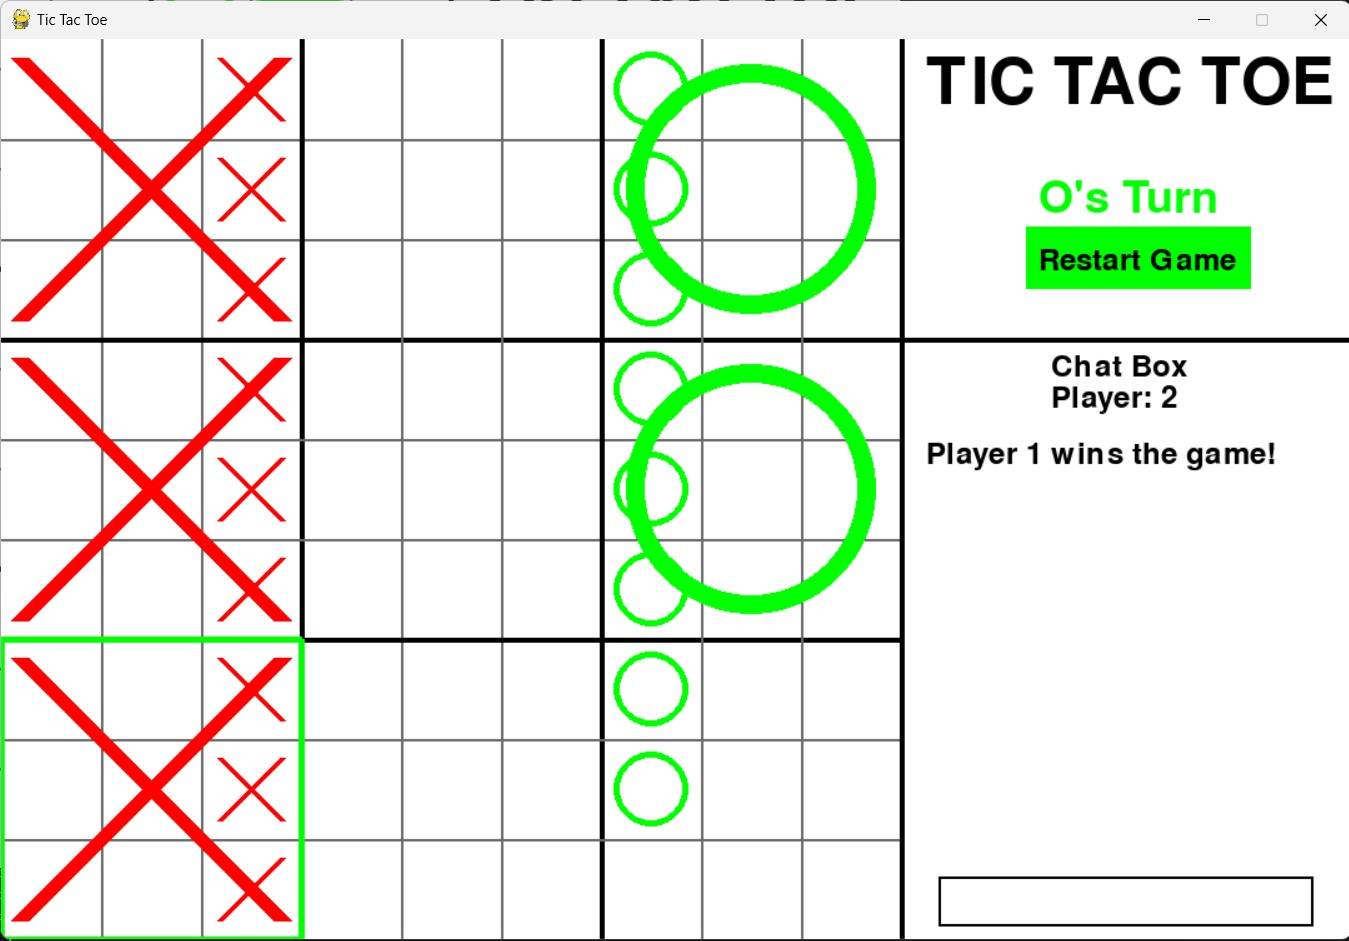 Tic Tac Toe
TIC TAC TOE
O's Turn
Restart Game
Chat Box
Player: 2
Player 1 wins the game!